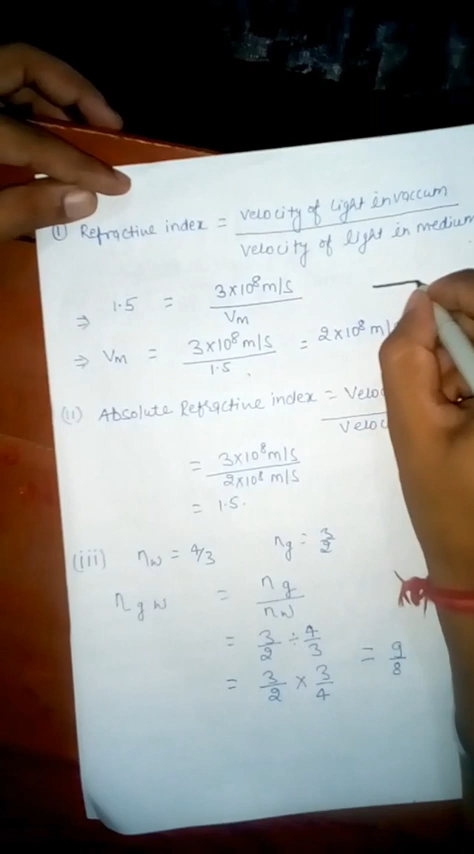 (i) Refractive index = velocity of light in vaccum / velocity of light in medium
⇒ 1.5 = 3×10⁸ m/s / Vm
⇒ Vm = 3×10⁸ m/s / 1.5 . = 2×10⁸ m/
(ii) Absolute Refractive index = Velo / Veloc
= 3×10⁸ m/s / 2×10⁸ m/s
= 1.5.
(iii) nw = 4/3 ng = 3/2
n g w = ng / nw
= 3/2 ÷ 4/3
= 3/2 × 3/4 = 9/8